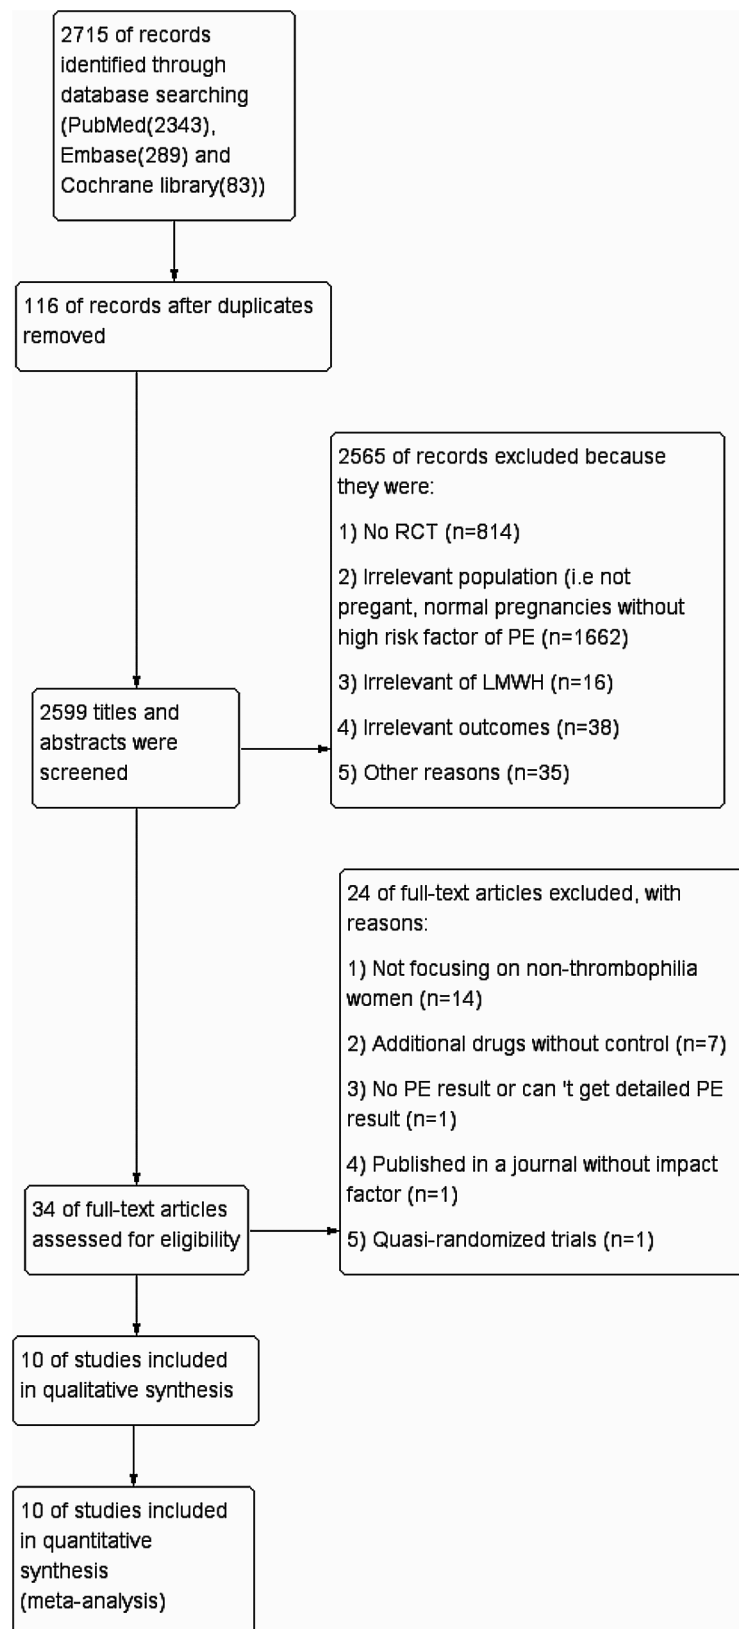 2715 of records
identified through
database searching
(PubMed(2343),
Embase(289) and
Cochrane library(83))
116 of records after duplicates
removed
2565 of records excluded because
they were:
1) No RCT (n=814)
2) Irrelevant population (i.e not
pregant, normal pregnancies without
high risk factor of PE (n=1662)
3) Irrelevant of LMWH (n=16)
4) Irrelevant outcomes (n=38)
5) Other reasons (n=35)
2599 titles and
abstracts were
screened
24 of full-text articles excluded, with
reasons:
1) Not focusing on non-thrombophilia
women (n=14)
2) Additional drugs without control (n=7)
3) No PE result or can 't get detailed PE
result (n=1)
4) Published in a journal without impact
factor (n=1)
5) Quasi-randomized trials (n=1)
34 of full-text articles
assessed for eligibility
10 of studies included
in qualitative synthesis
10 of studies included
in quantitative
synthesis
(meta-analysis)